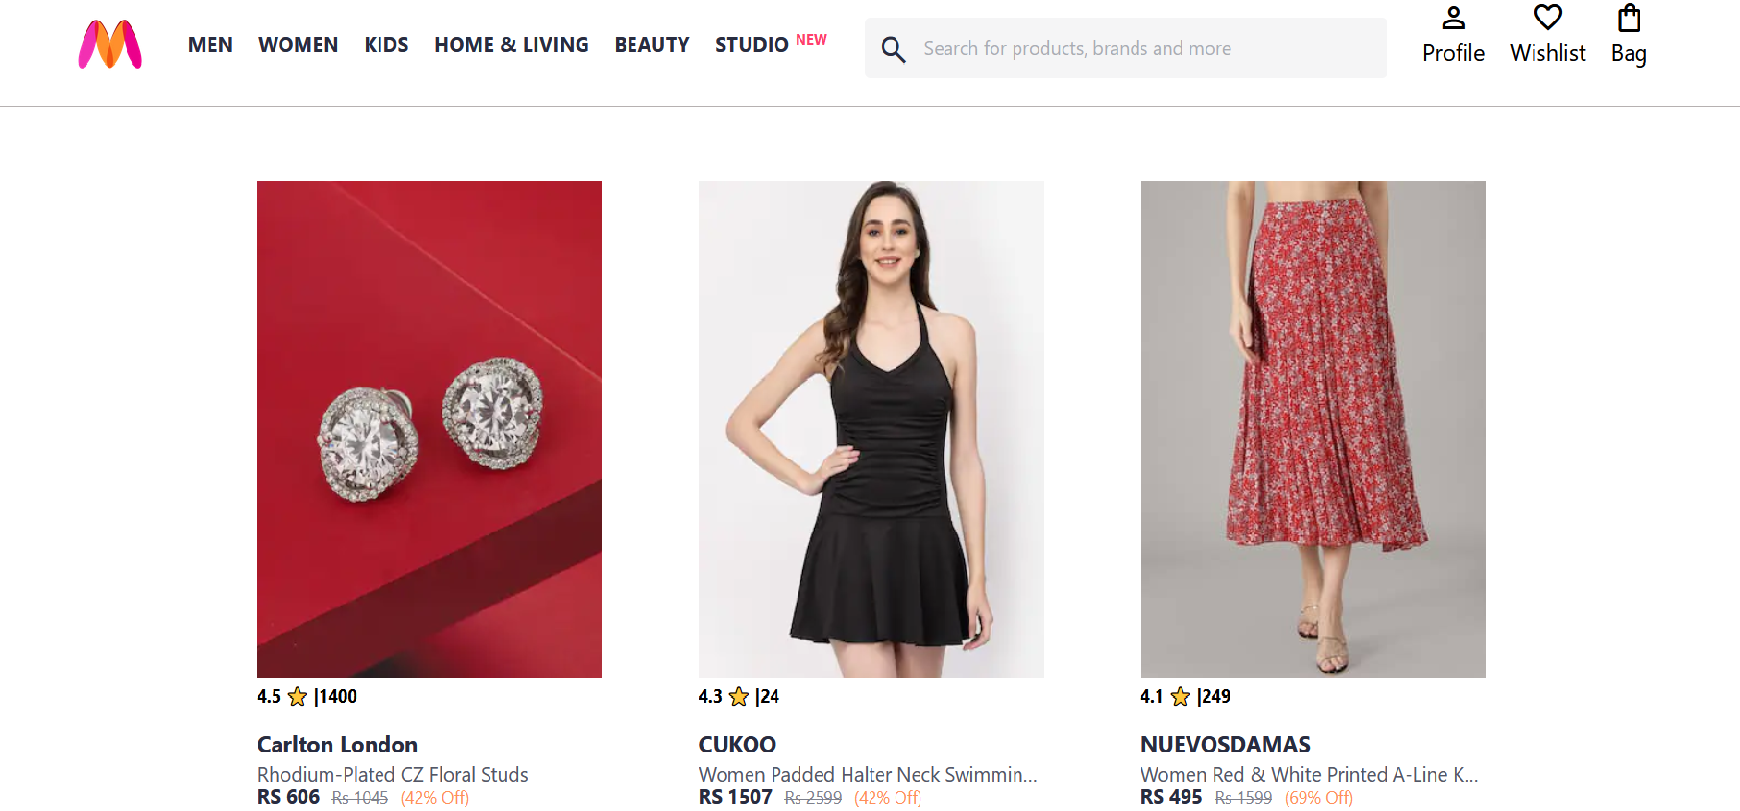 MEN WOMEN KIDS HOME & LIVING BEAUTY STUDIO NEW Search for products, brands and more Profile Wishlist Bag
4.5 |1400
Carlton London
Rhodium-Plated CZ Floral Studs
RS 606 Rs 1045 (42% Off)
4.3 |24
CUKOO
Women Padded Halter Neck Swimmin...
RS 1507 Rs 2599 (42% Off)
4.1 |249
NUEVOSDAMAS
Women Red & White Printed A-Line K...
RS 495 Rs 1599 (69% Off)